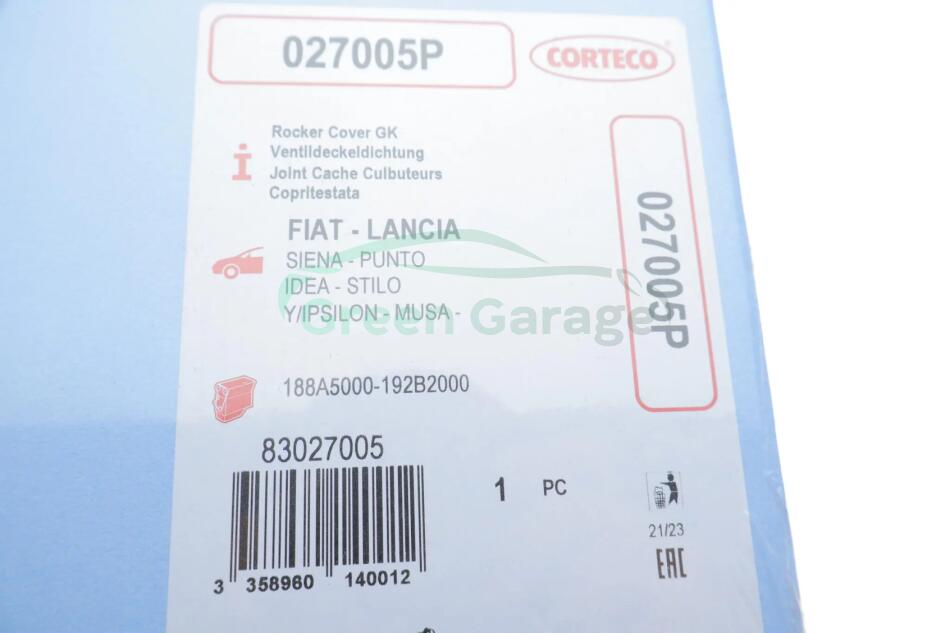 027005P
CORTECO
Rocker Cover GK
Ventildeckeldichtung
Joint Cache Culbuteurs
Copritestata
027005P
FIAT - LANCIA
SIENA - PUNTO
IDEA - STILO
Y/IPSILON - MUSA -
Green Garage
188A5000-192B2000
83027005
1 PC
21/23
EAC
3 358960 140012